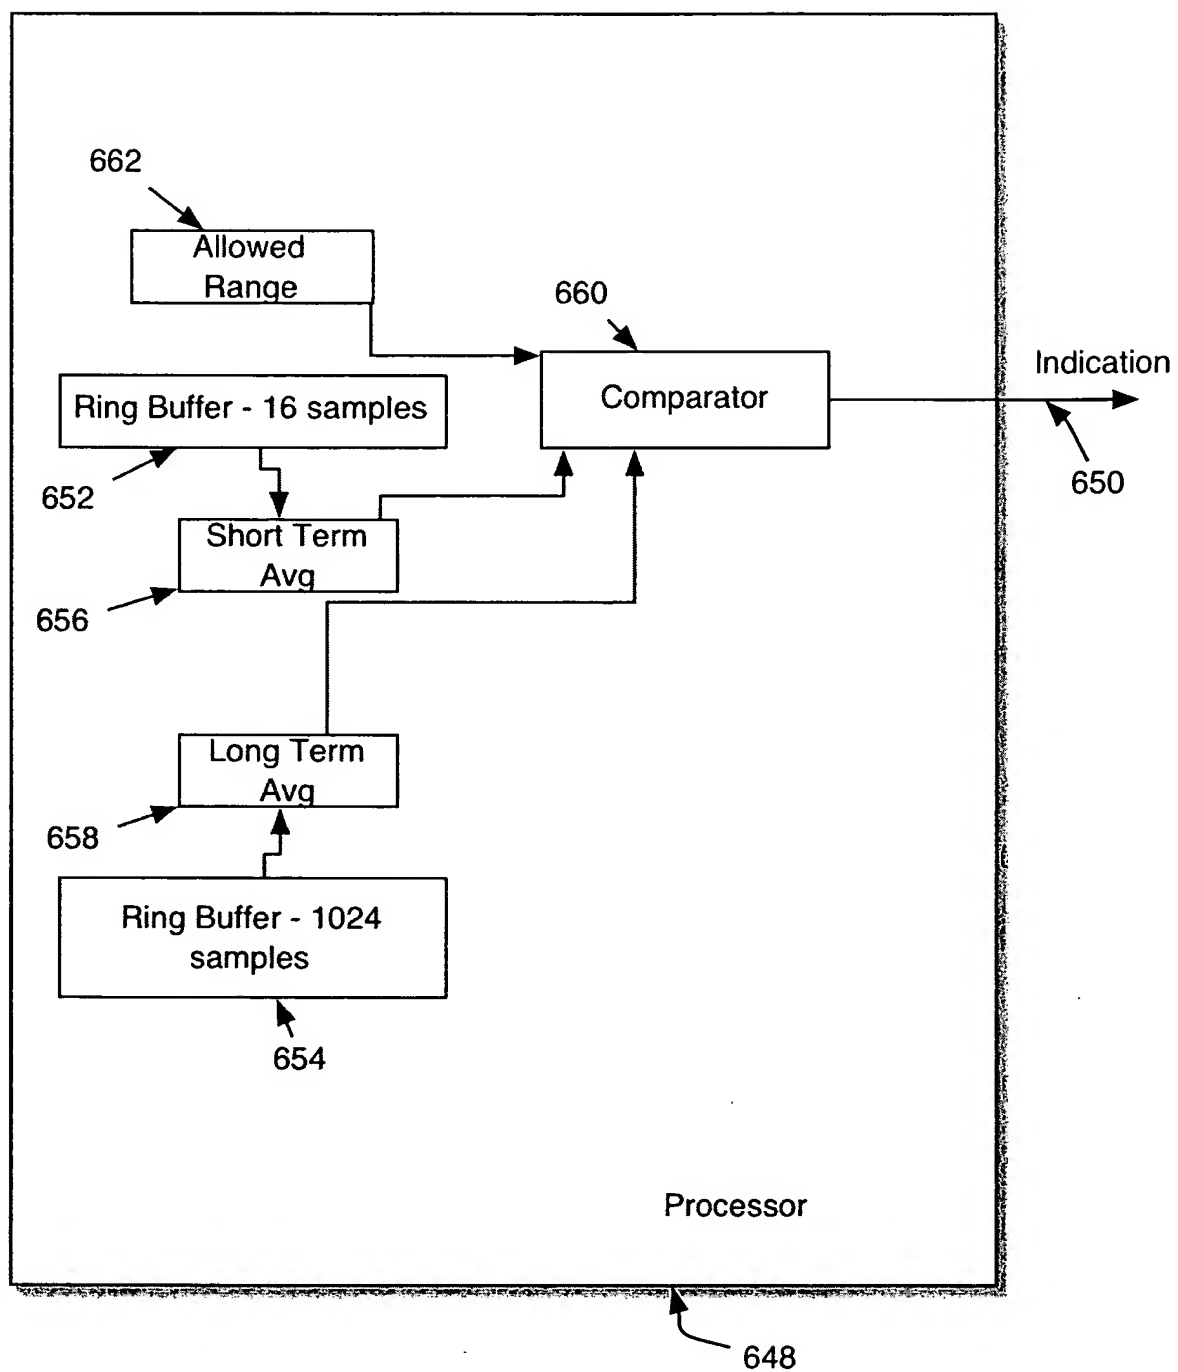 662
Allowed
Range
660
Comparator
Indication
650
Ring Buffer - 16 samples
652
Short Term
Avg
656
Long Term
Avg
658
Ring Buffer - 1024
samples
654
Processor
648